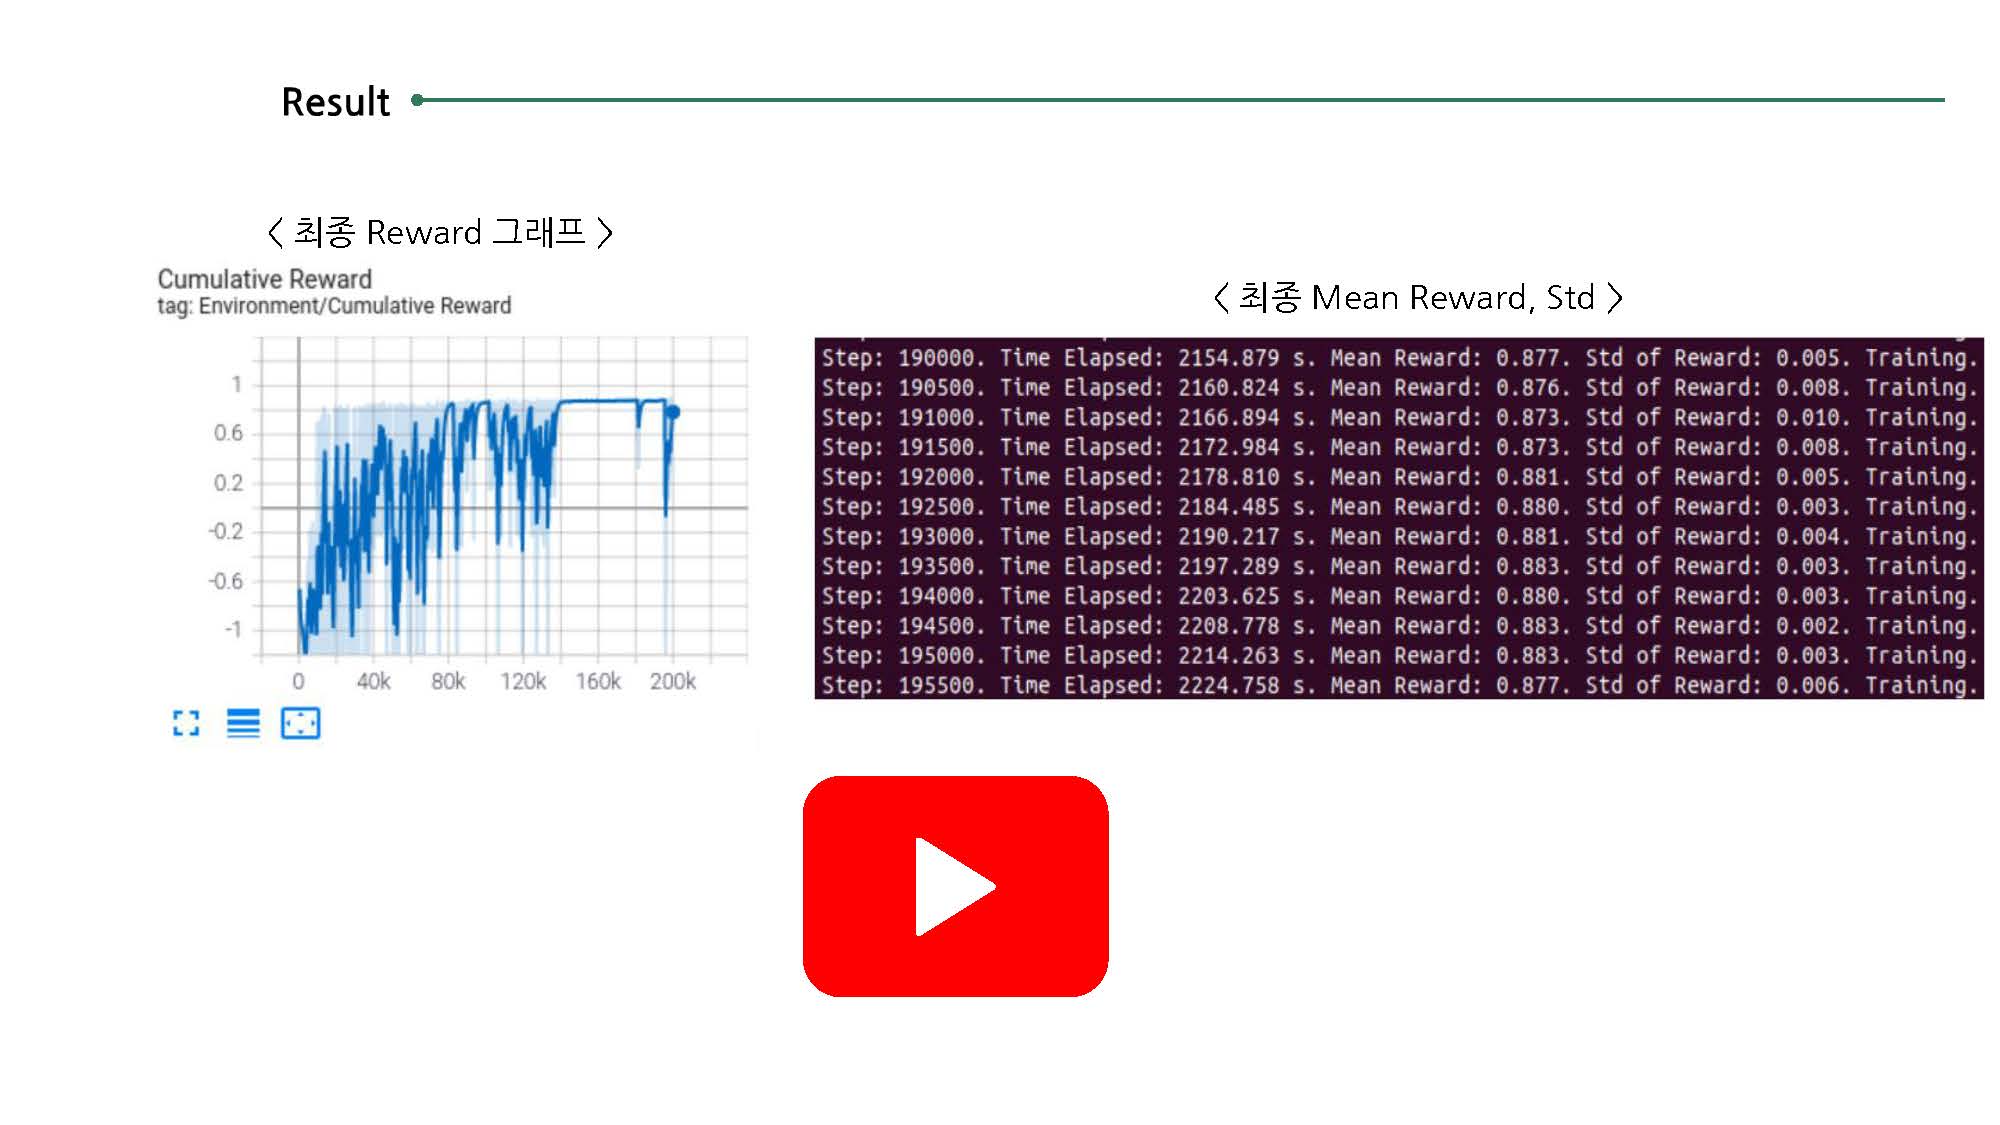 Result
< 최종 Reward 그래프 >
Cumulative Reward
tag: Environment/Cumulative Reward
1
0.6
0.2
-0.2
-0.6
-1
0 40k 80k 120k 160k 200k
< 최종 Mean Reward, Std >
Step: 190000. Time Elapsed: 2154.879 s. Mean Reward: 0.877. Std of Reward: 0.005. Training.
Step: 190500. Time Elapsed: 2160.824 s. Mean Reward: 0.876. Std of Reward: 0.008. Training.
Step: 191000. Time Elapsed: 2166.894 s. Mean Reward: 0.873. Std of Reward: 0.010. Training.
Step: 191500. Time Elapsed: 2172.984 s. Mean Reward: 0.873. Std of Reward: 0.008. Training.
Step: 192000. Time Elapsed: 2178.810 s. Mean Reward: 0.881. Std of Reward: 0.005. Training.
Step: 192500. Time Elapsed: 2184.485 s. Mean Reward: 0.880. Std of Reward: 0.003. Training.
Step: 193000. Time Elapsed: 2190.217 s. Mean Reward: 0.881. Std of Reward: 0.004. Training.
Step: 193500. Time Elapsed: 2197.289 s. Mean Reward: 0.883. Std of Reward: 0.003. Training.
Step: 194000. Time Elapsed: 2203.625 s. Mean Reward: 0.880. Std of Reward: 0.003. Training.
Step: 194500. Time Elapsed: 2208.778 s. Mean Reward: 0.883. Std of Reward: 0.002. Training.
Step: 195000. Time Elapsed: 2214.263 s. Mean Reward: 0.883. Std of Reward: 0.003. Training.
Step: 195500. Time Elapsed: 2224.758 s. Mean Reward: 0.877. Std of Reward: 0.006. Training.